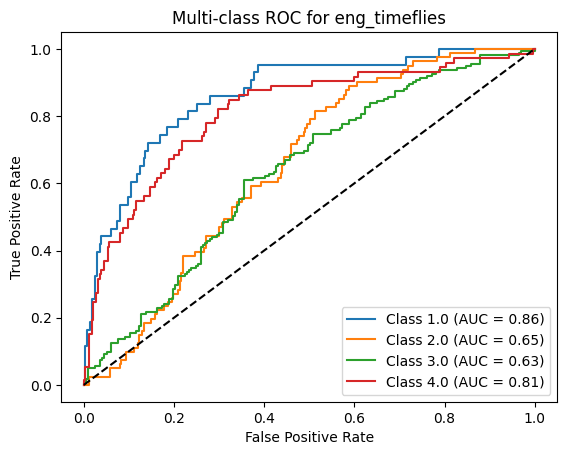 Multi-class ROC for eng_timeflies
True Positive Rate
1.0
0.8
0.6
0.4
0.2
0.0
Class 1.0 (AUC = 0.86)
Class 2.0 (AUC = 0.65)
Class 3.0 (AUC = 0.63)
Class 4.0 (AUC = 0.81)
0.0 0.2 0.4 0.6 0.8 1.0
False Positive Rate